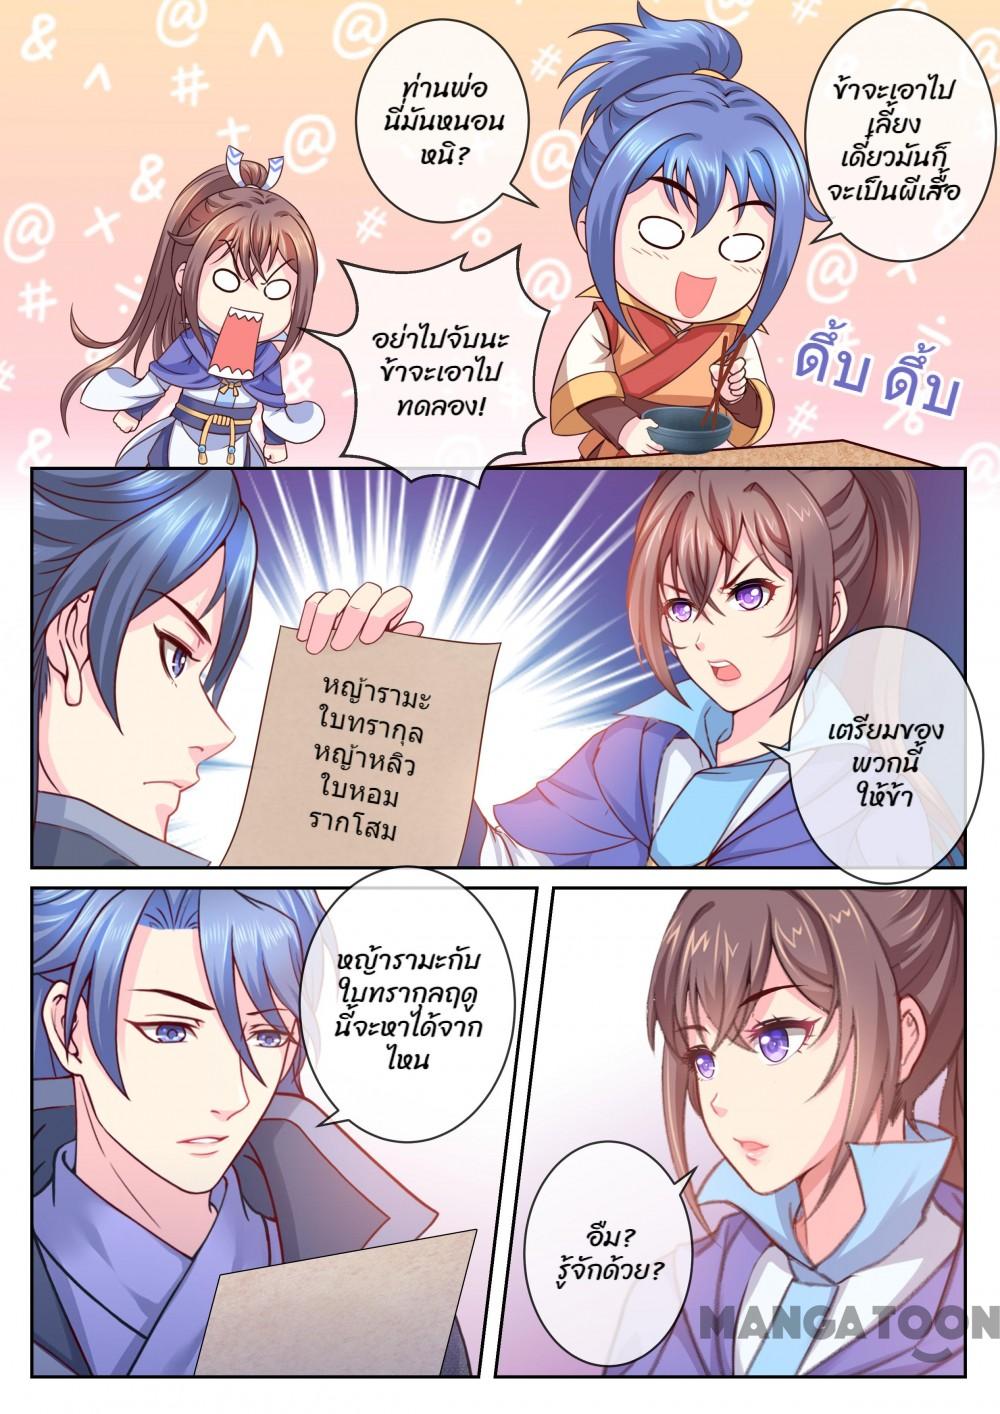 ท่านพ่อ
นี่มันหนอน
หนิ?
ข้าจะเอาไป
เลี้ยง
เดี๋ยวมันก็
จะเป็นผีเสื้อ
อย่าไปจับนะ
ข้าจะเอาไป
ทดลอง!
ดึ๊บ ดึ๊บ
หญ้ารามะ
ใบทรากุล
หญ้าหลิว
ใบหอม
รากโสม
เตรียมของ
พวกนี้
ให้ข้า
หญ้ารามะกับ
ใบทรากุลฤดู
นี้จะหาได้จาก
ไหน
อืม?
รู้จักด้วย?
MANGATOON